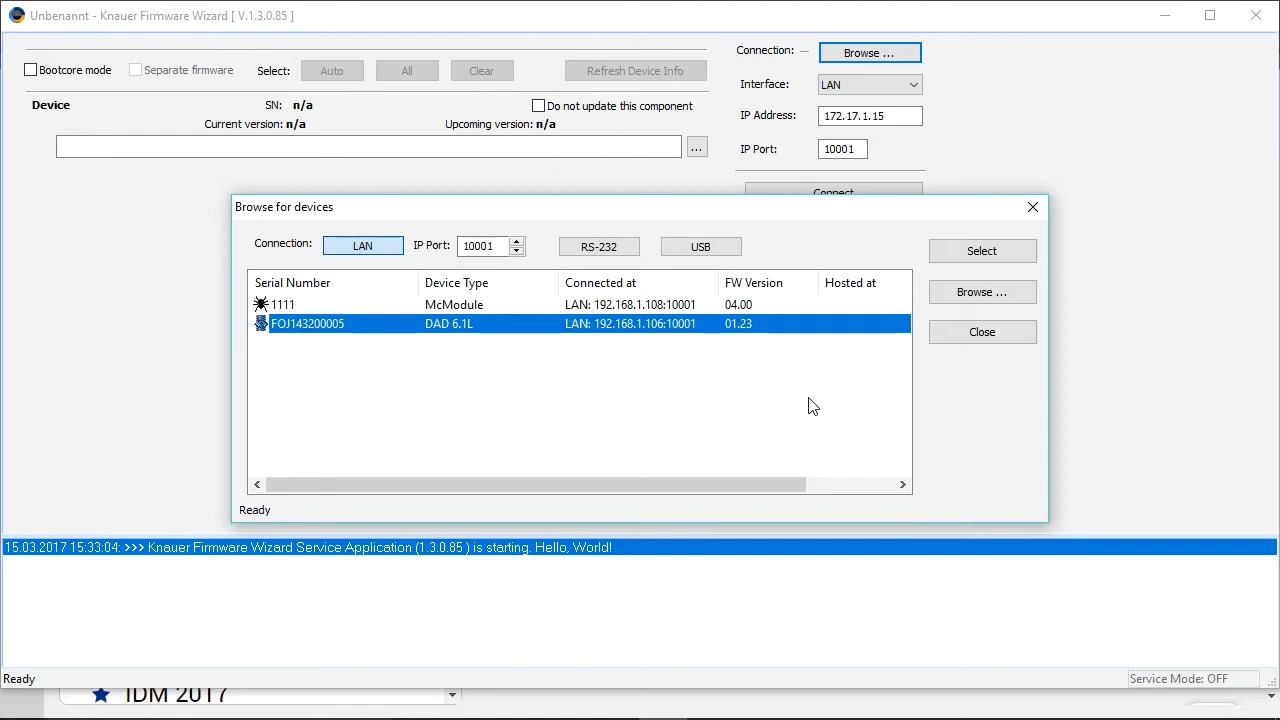 Unbenannt - Knauer Firmware Wizard [ V.1.3.0.85 ]
Bootcore mode
Separate firmware
Select:
Auto
All
Clear
Refresh Device Info
Connection:
Browse ...
Interface:
LAN
IP Address:
172.17.1.15
IP Port:
10001
Connect
Device
SN: n/a
Do not update this component
Current version: n/a
Upcoming version: n/a
...
Browse for devices
Connection:
LAN
IP Port:
10001
RS-232
USB
Select
Browse ...
Close
Serial Number Device Type Connected at FW Version Hosted at
1111 McModule LAN: 192.168.1.108:10001 04.00
FOJ143200005 DAD 6.1L LAN: 192.168.1.106:10001 01.23
Ready
15.03.2017 15:33:04: >>> Knauer Firmware Wizard Service Application (1.3.0.85 ) is starting. Hello, World!
Ready
Service Mode: OFF
IDM 2017